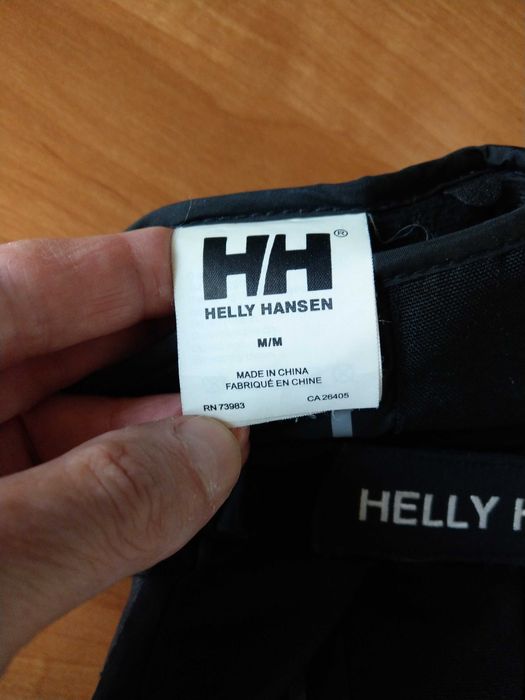 HH®
HELLY HANSEN
M/M
MADE IN CHINA
FABRIQUÉ EN CHINE
RN 73983 CA 26405
HELLY